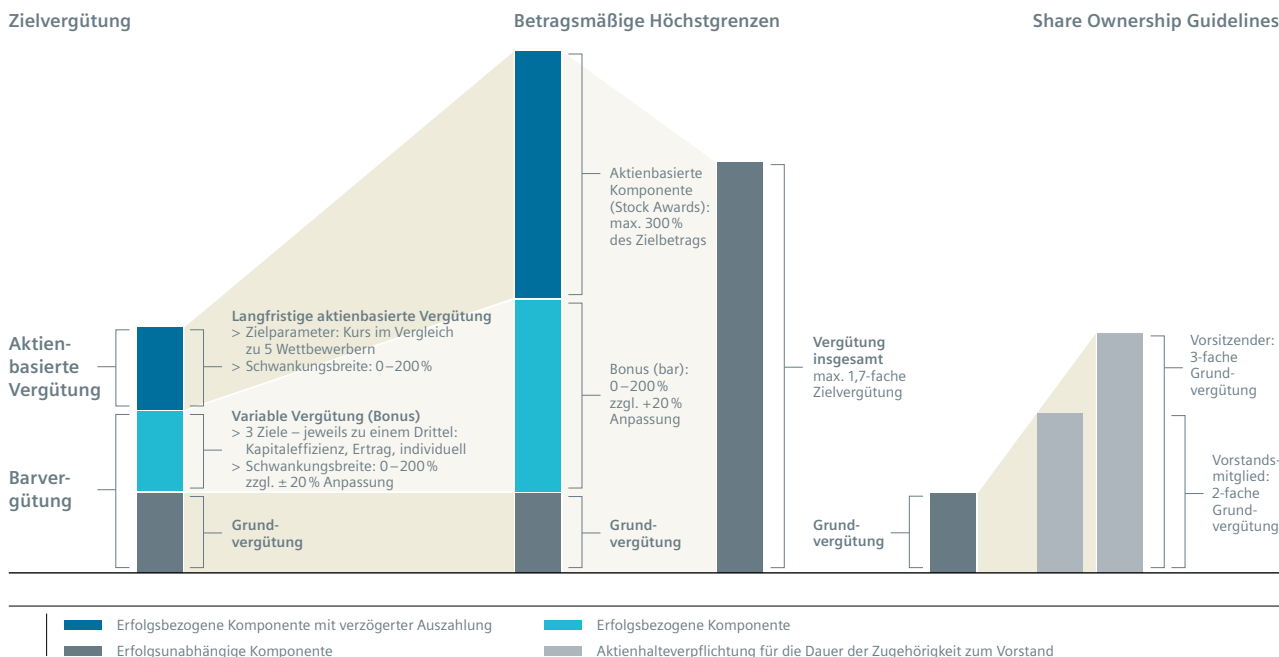 Zielvergütung
Betragsmäßige Höchstgrenzen
Share Ownership Guidelines
Aktien-
basierte
Vergütung
Barver-
gütung
Langfristige aktienbasierte Vergütung
> Zielparameter: Kurs im Vergleich
zu 5 Wettbewerbern
> Schwankungsbreite: 0–200%
Variable Vergütung (Bonus)
> 3 Ziele – jeweils zu einem Drittel:
Kapitaleffizienz, Ertrag, individuell
> Schwankungsbreite: 0–200%
zzgl. ±20% Anpassung
Grund-
vergütung
Aktienbasierte
Komponente
(Stock Awards):
max. 300%
des Zielbetrags
Bonus (bar):
0–200%
zzgl. +20%
Anpassung
Grund-
vergütung
Vergütung
insgesamt
max. 1,7-fache
Zielvergütung
Grund-
vergütung
Vorsitzender:
3-fache
Grund-
vergütung
Vorstands-
mitglied:
2-fache
Grund-
vergütung
Erfolgsbezogene Komponente mit verzögerter Auszahlung
Erfolgsbezogene Komponente
Erfolgsunabhängige Komponente
Aktienhalteverpflichtung für die Dauer der Zugehörigkeit zum Vorstand